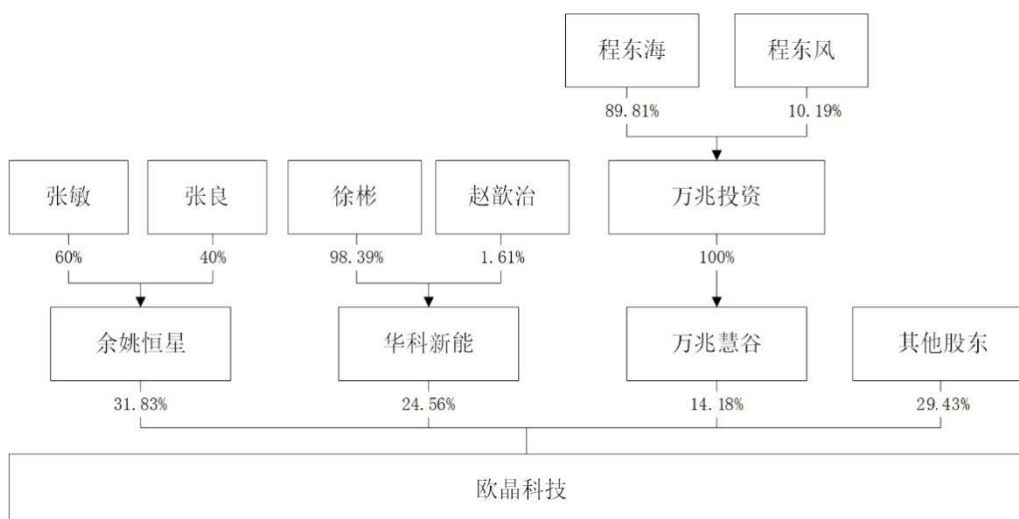 程东海
程东风
89.81%
10.19%
张敏
张良
徐彬
赵歆治
万兆投资
60%
40%
98.39%
1.61%
100%
余姚恒星
华科新能
万兆慧谷
其他股东
31.83%
24.56%
14.18%
29.43%
欧晶科技